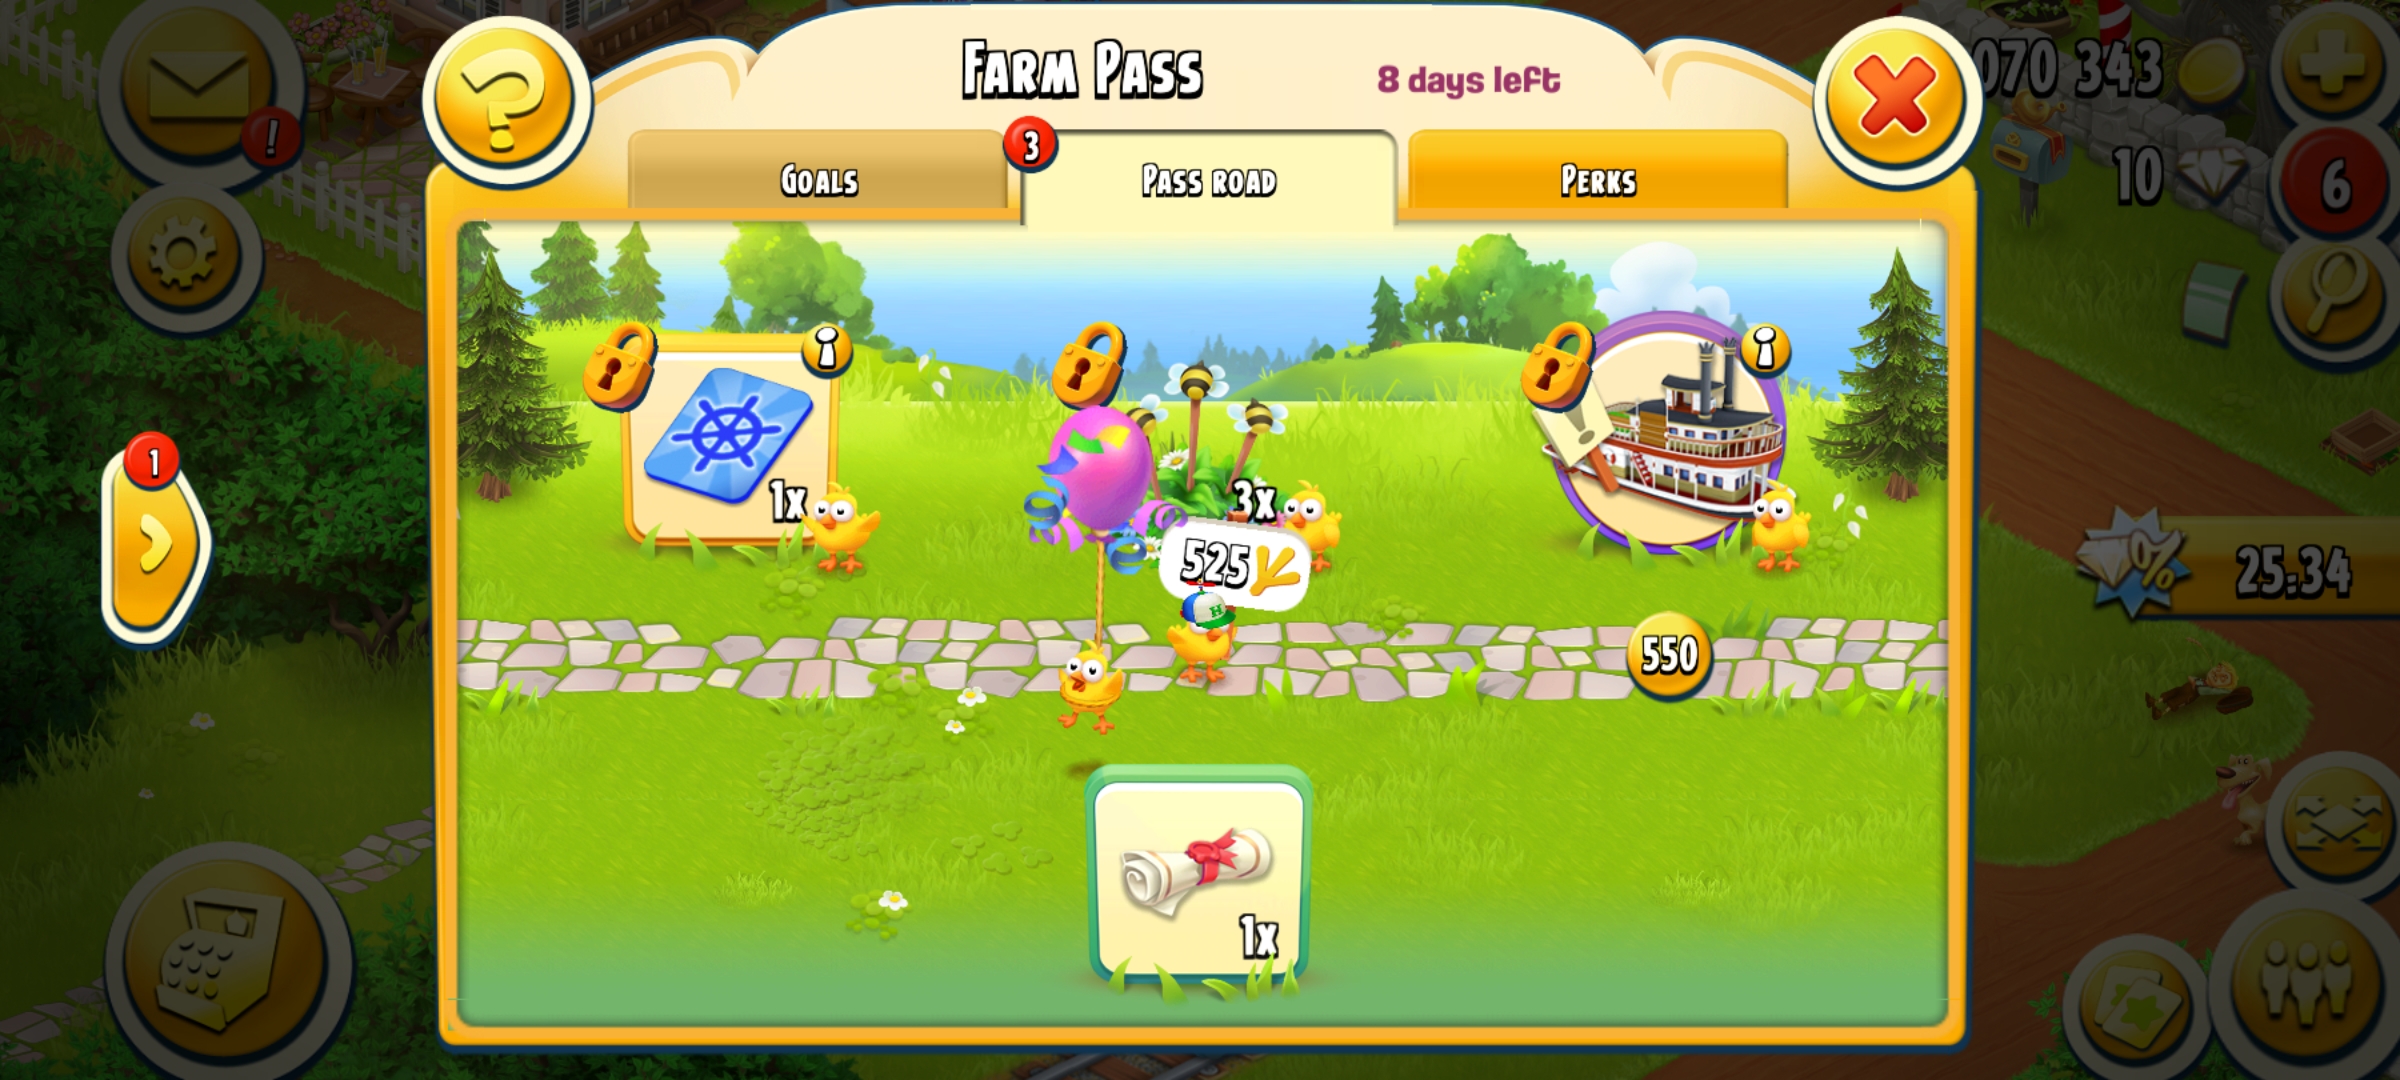 FARM PASS
8 days left
GOALS
3
PASS ROAD
PERKS
070 343
10
6
!
1
1x
3x
525
H
550
%
25:34
1x